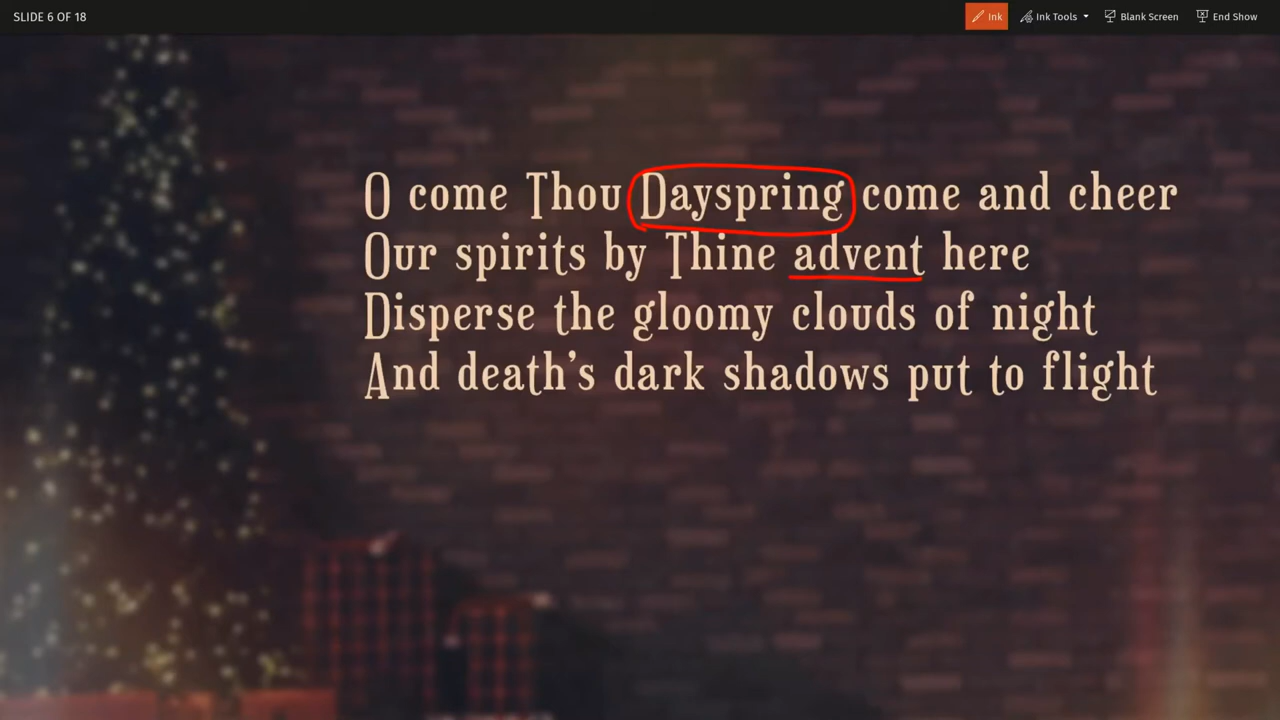 SLIDE 6 OF 18
Ink
Ink Tools
Blank Screen
End Show
O come Thou Dayspring come and cheer
Our spirits by Thine advent here
Disperse the gloomy clouds of night
And death's dark shadows put to flight